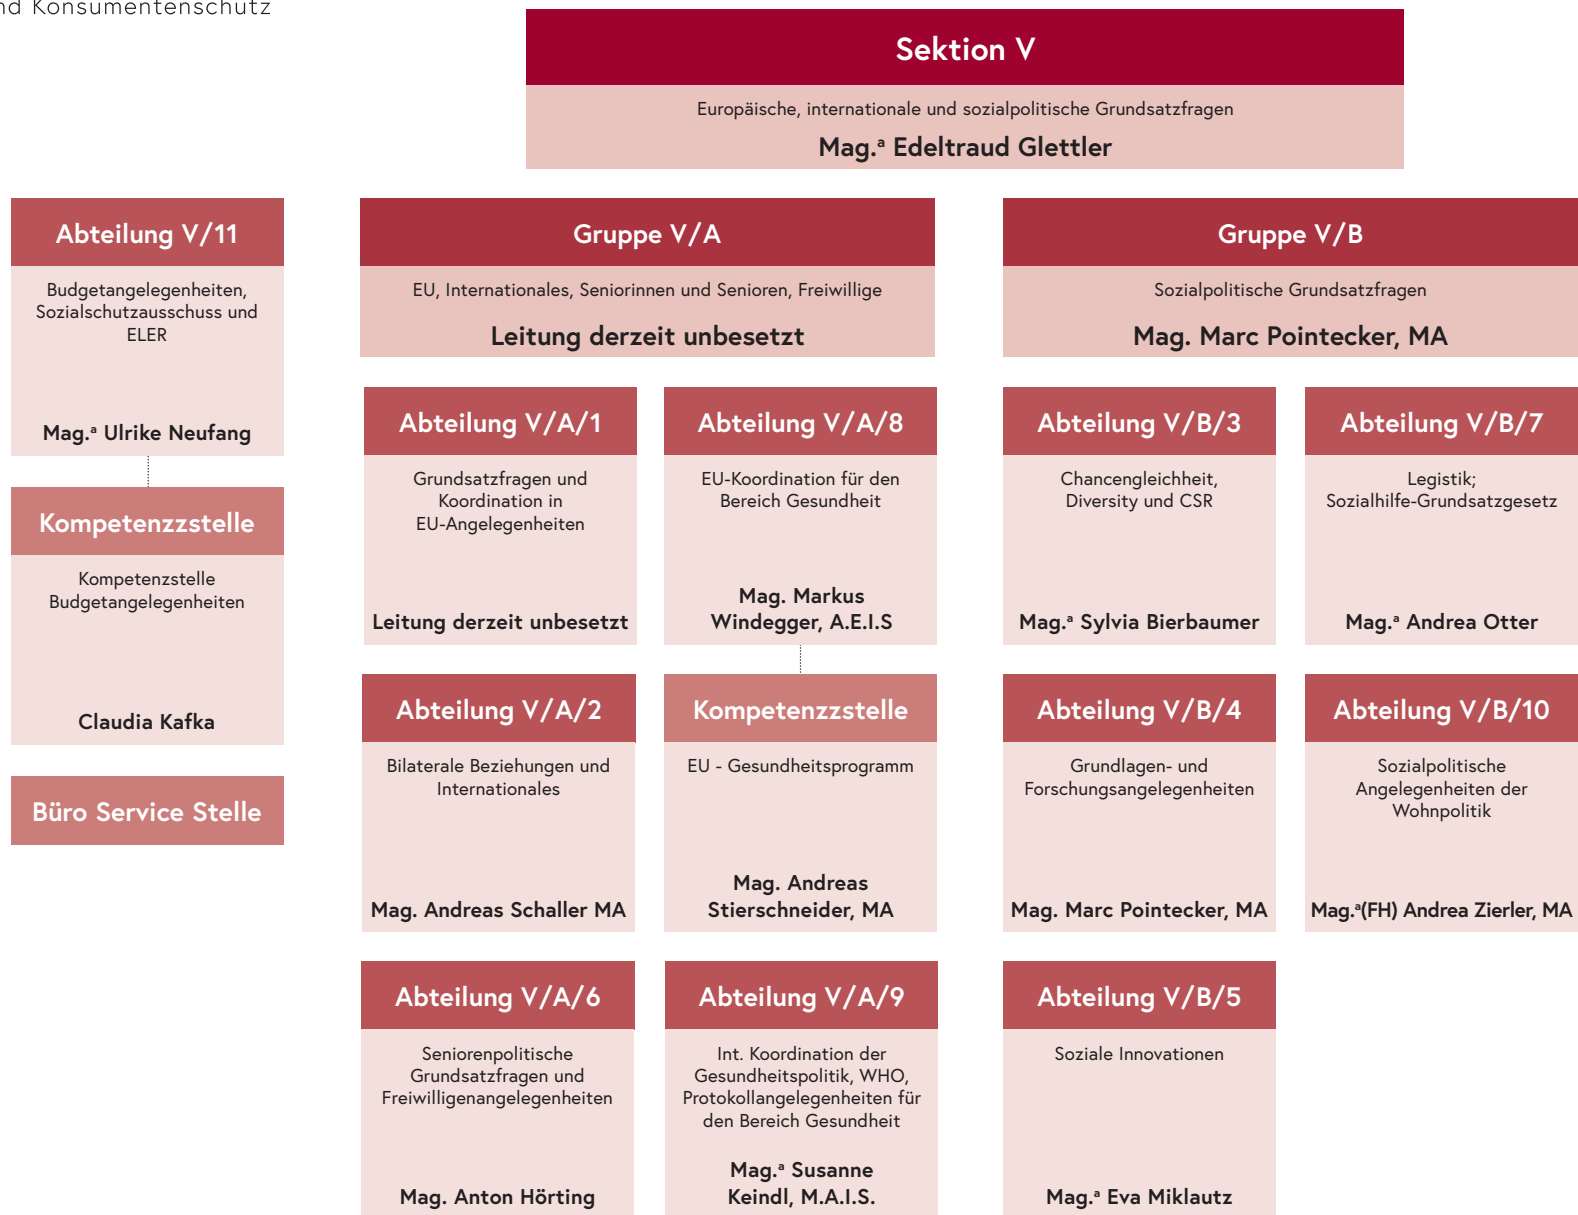 nd Konsumentenschutz
Sektion V
Europäische, internationale und sozialpolitische Grundsatzfragen
Mag.ª Edeltraud Glettler
Abteilung V/11
Budgetangelegenheiten,
Sozialschutzausschuss und
ELER
Mag.ª Ulrike Neufang
Kompetenzzstelle
Kompetenzstelle
Budgetangelegenheiten
Claudia Kafka
Büro Service Stelle
Gruppe V/A
EU, Internationales, Seniorinnen und Senioren, Freiwillige
Leitung derzeit unbesetzt
Abteilung V/A/1
Grundsatzfragen und
Koordination in
EU-Angelegenheiten
Leitung derzeit unbesetzt
Abteilung V/A/8
EU-Koordination für den
Bereich Gesundheit
Mag. Markus
Windegger, A.E.I.S
Abteilung V/A/2
Bilaterale Beziehungen und
Internationales
Mag. Andreas Schaller MA
Kompetenzzstelle
EU - Gesundheitsprogramm
Mag. Andreas
Stierschneider, MA
Abteilung V/A/6
Seniorenpolitische
Grundsatzfragen und
Freiwilligenangelegenheiten
Mag. Anton Hörting
Abteilung V/A/9
Int. Koordination der
Gesundheitspolitik, WHO,
Protokollangelegenheiten für
den Bereich Gesundheit
Mag.ª Susanne
Keindl, M.A.I.S.
Gruppe V/B
Sozialpolitische Grundsatzfragen
Mag. Marc Pointecker, MA
Abteilung V/B/3
Chancengleichheit,
Diversity und CSR
Mag.ª Sylvia Bierbaumer
Abteilung V/B/7
Legistik;
Sozialhilfe-Grundsatzgesetz
Mag.ª Andrea Otter
Abteilung V/B/4
Grundlagen- und
Forschungsangelegenheiten
Mag. Marc Pointecker, MA
Abteilung V/B/10
Sozialpolitische
Angelegenheiten der
Wohnpolitik
Mag.ª(FH) Andrea Zierler, MA
Abteilung V/B/5
Soziale Innovationen
Mag.ª Eva Miklautz